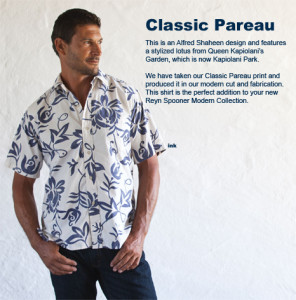 Classic Pareau
This is an Alfred Shaheen design and features
a stylized lotus from Queen Kapiolani's
Garden, which is now Kapiolani Park.
We have taken our Classic Pareau print and
produced it in our modern cut and fabrication.
This shirt is the perfect addition to your new
Reyn Spooner Modern Collection.
ink